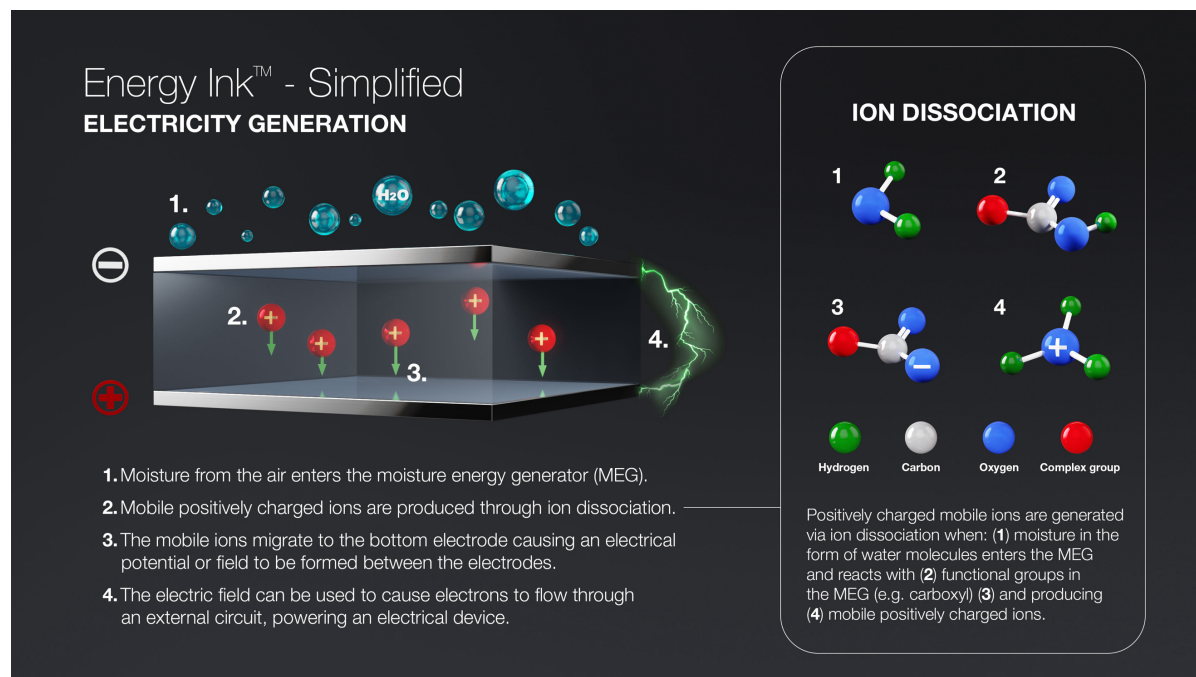 Energy Ink™ - Simplified
ELECTRICITY GENERATION
1.
H₂O
2.
+
+
+
+
+
3.
4.
−
+
1. Moisture from the air enters the moisture energy generator (MEG).
2. Mobile positively charged ions are produced through ion dissociation.
3. The mobile ions migrate to the bottom electrode causing an electrical
potential or field to be formed between the electrodes.
4. The electric field can be used to cause electrons to flow through
an external circuit, powering an electrical device.
ION DISSOCIATION
1
2
3
4
−
+
Hydrogen
Carbon
Oxygen
Complex group
Positively charged mobile ions are generated
via ion dissociation when: (1) moisture in the
form of water molecules enters the MEG
and reacts with (2) functional groups in
the MEG (e.g. carboxyl) (3) and producing
(4) mobile positively charged ions.